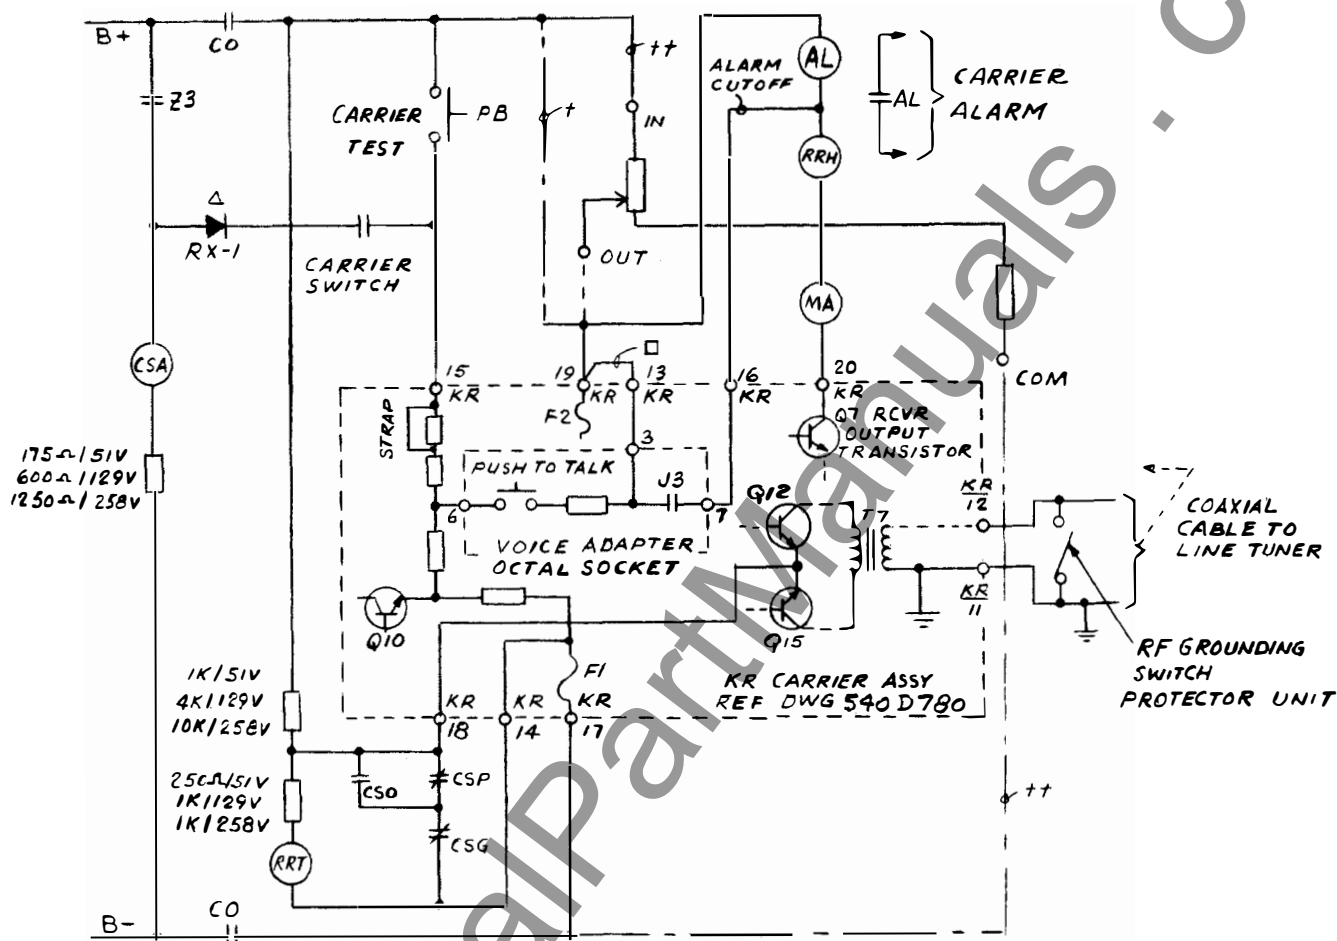 B+
CO
Z3
CARRIER
TEST
PB
Δ
RX-1
CARRIER
SWITCH
†
††
IN
OUT
ALARM
CUTOFF
AL
RRH
MA
AL
CARRIER
ALARM
CSA
COM
15
KR
19
KR
□
13
KR
16
KR
20
KR
STRAP
F2
3
Q7 RCVR
OUTPUT
TRANSISTOR
175Ω/51V
600Ω/129V
1250Ω/258V
PUSH TO TALK
J3
6
7
Q12
T7
KR
12
VOICE ADAPTER
OCTAL SOCKET
COAXIAL
CABLE TO
LINE TUNER
Q10
Q15
KR
11
RF GROUNDING
SWITCH
PROTECTOR UNIT
F1
KR CARRIER ASSY
REF DWG 540D780
1K/51V
4K/129V
10K/258V
KR
18
KR
14
KR
17
250Ω/51V
1K/129V
1K/258V
CSO
CSP
CSG
RRT
††
B-
CO
alPartManuals . c